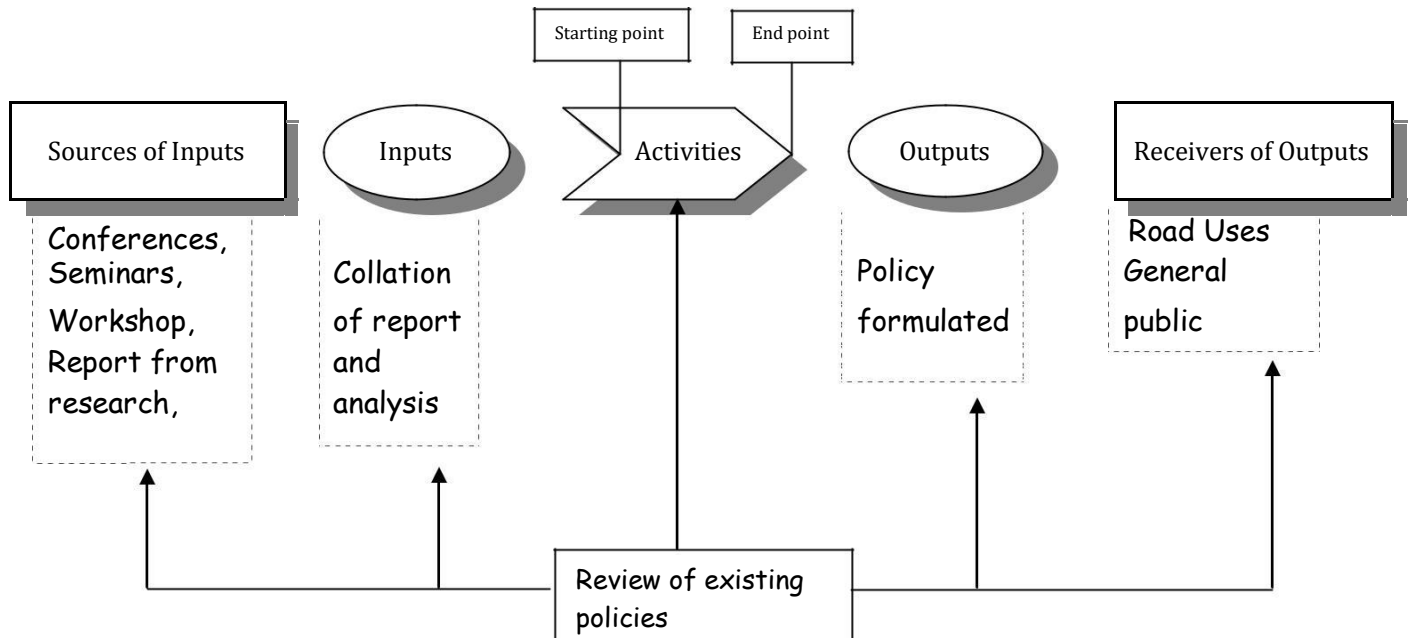 Starting point
End point
Sources of Inputs
Inputs
Activities
Outputs
Receivers of Outputs
Conferences,
Seminars,
Workshop,
Report from
research,
Collation
of report
and
analysis
Policy
formulated
Road Uses
General
public
Review of existing
policies